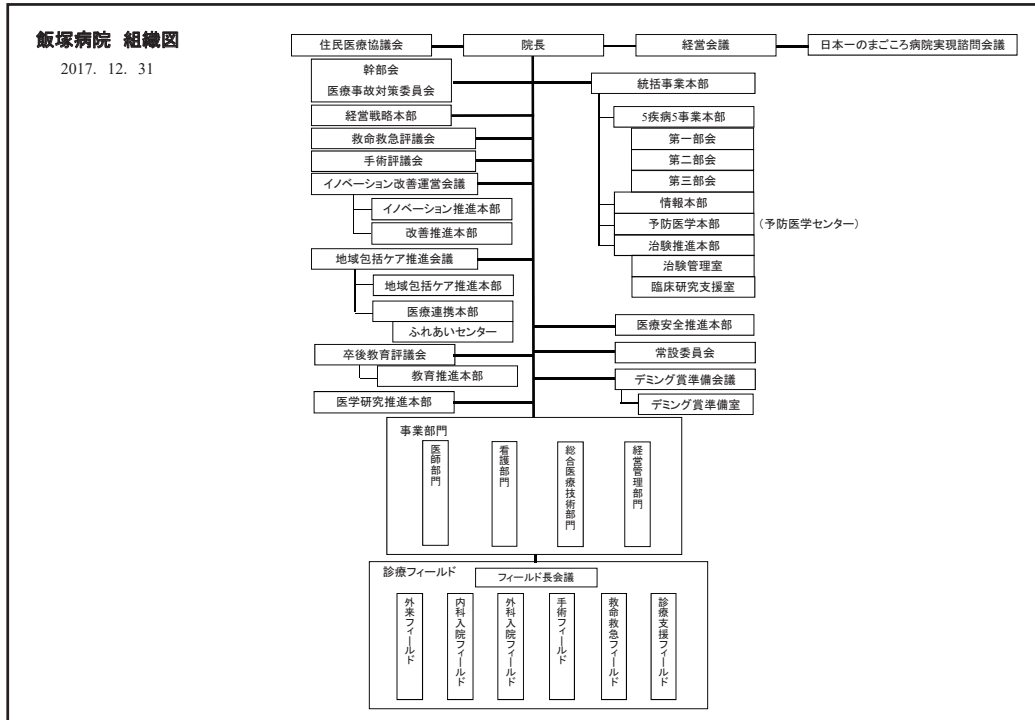 飯塚病院 組織図
2017. 12. 31
住民医療協議会
院長
経営会議
日本一のまごころ病院実現諮問会議
幹部会
医療事故対策委員会
経営戦略本部
救命救急評議会
手術評議会
イノベーション改善運営会議
イノベーション推進本部
改善推進本部
地域包括ケア推進会議
地域包括ケア推進本部
医療連携本部
ふれあいセンター
卒後教育評議会
教育推進本部
医学研究推進本部
統括事業本部
5疾病5事業本部
第一部会
第二部会
第三部会
情報本部
予防医学本部
(予防医学センター)
治験推進本部
治験管理室
臨床研究支援室
医療安全推進本部
常設委員会
デミング賞準備会議
デミング賞準備室
事業部門
医師部門
看護部門
総合医療技術部門
経営管理部門
診療フィールド
フィールド長会議
外来フィールド
内科入院フィールド
外科入院フィールド
手術フィールド
救命救急フィールド
診療支援フィールド